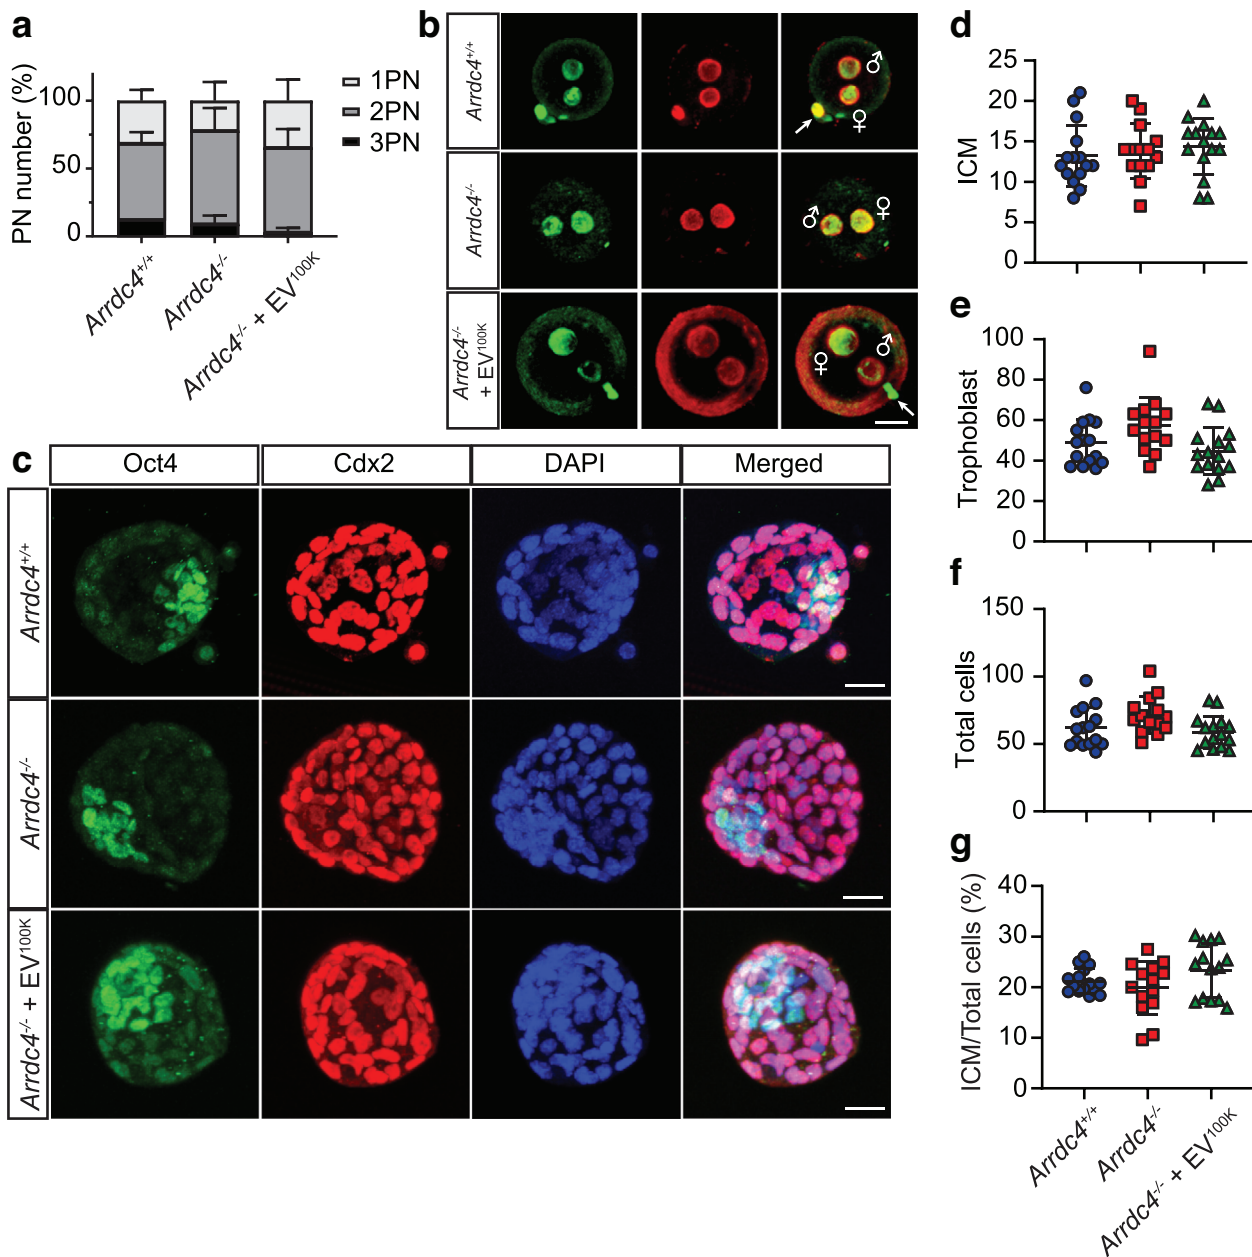 a
PN number (%)
100
50
0
1PN
2PN
3PN
Arrdc4+/+
Arrdc4-/-
Arrdc4-/- + EV100K
b
Arrdc4+/+
♂
♀
Arrdc4-/-
♂
♀
Arrdc4-/-
+ EV100K
♀
♂
c
Oct4
Cdx2
DAPI
Merged
Arrdc4+/+
Arrdc4-/-
Arrdc4-/- + EV100K
d
ICM
25
20
15
10
5
0
e
Trophoblast
100
80
60
40
20
0
f
Total cells
150
100
50
0
g
ICM/Total cells (%)
40
30
20
10
0
Arrdc4+/+
Arrdc4-/-
Arrdc4-/- + EV100K